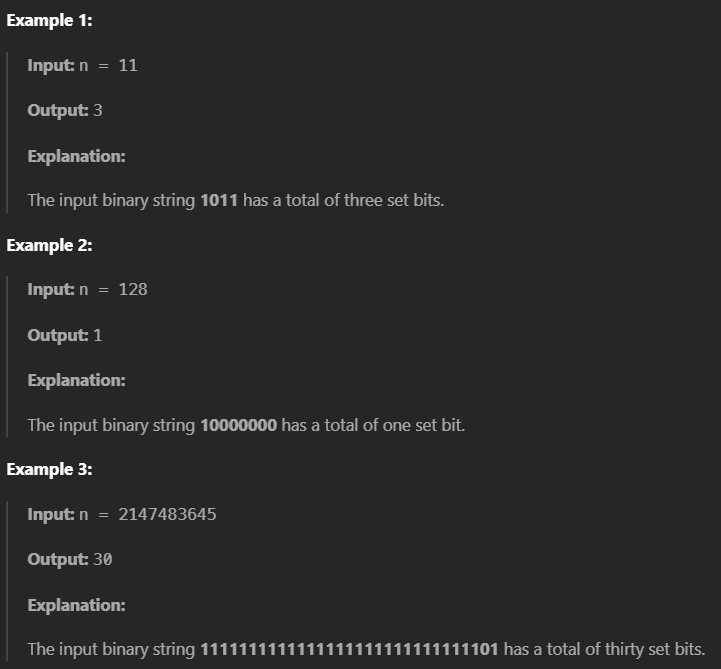 Example 1:
Input: n = 11
Output: 3
Explanation:
The input binary string 1011 has a total of three set bits.
Example 2:
Input: n = 128
Output: 1
Explanation:
The input binary string 10000000 has a total of one set bit.
Example 3:
Input: n = 2147483645
Output: 30
Explanation:
The input binary string 1111111111111111111111111111101 has a total of thirty set bits.